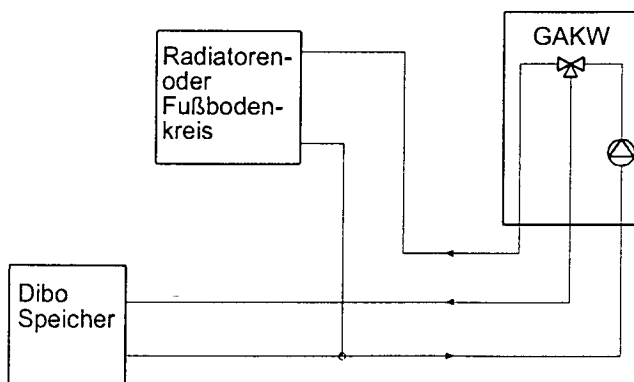 Radiatoren-
oder
Fußboden-
kreis
GAKW
Dibo
Speicher